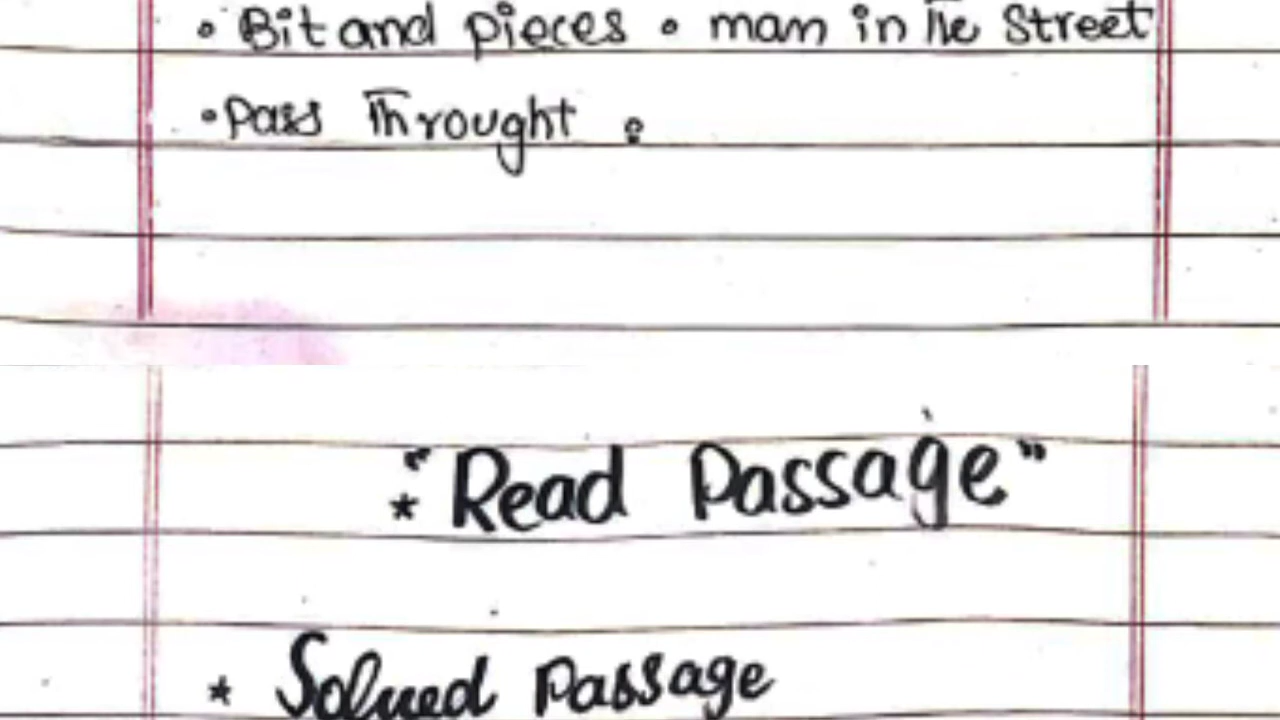 • Bit and pieces • man in the Street
• Pass Throught •
* "Read Passage"
* Solved Passage